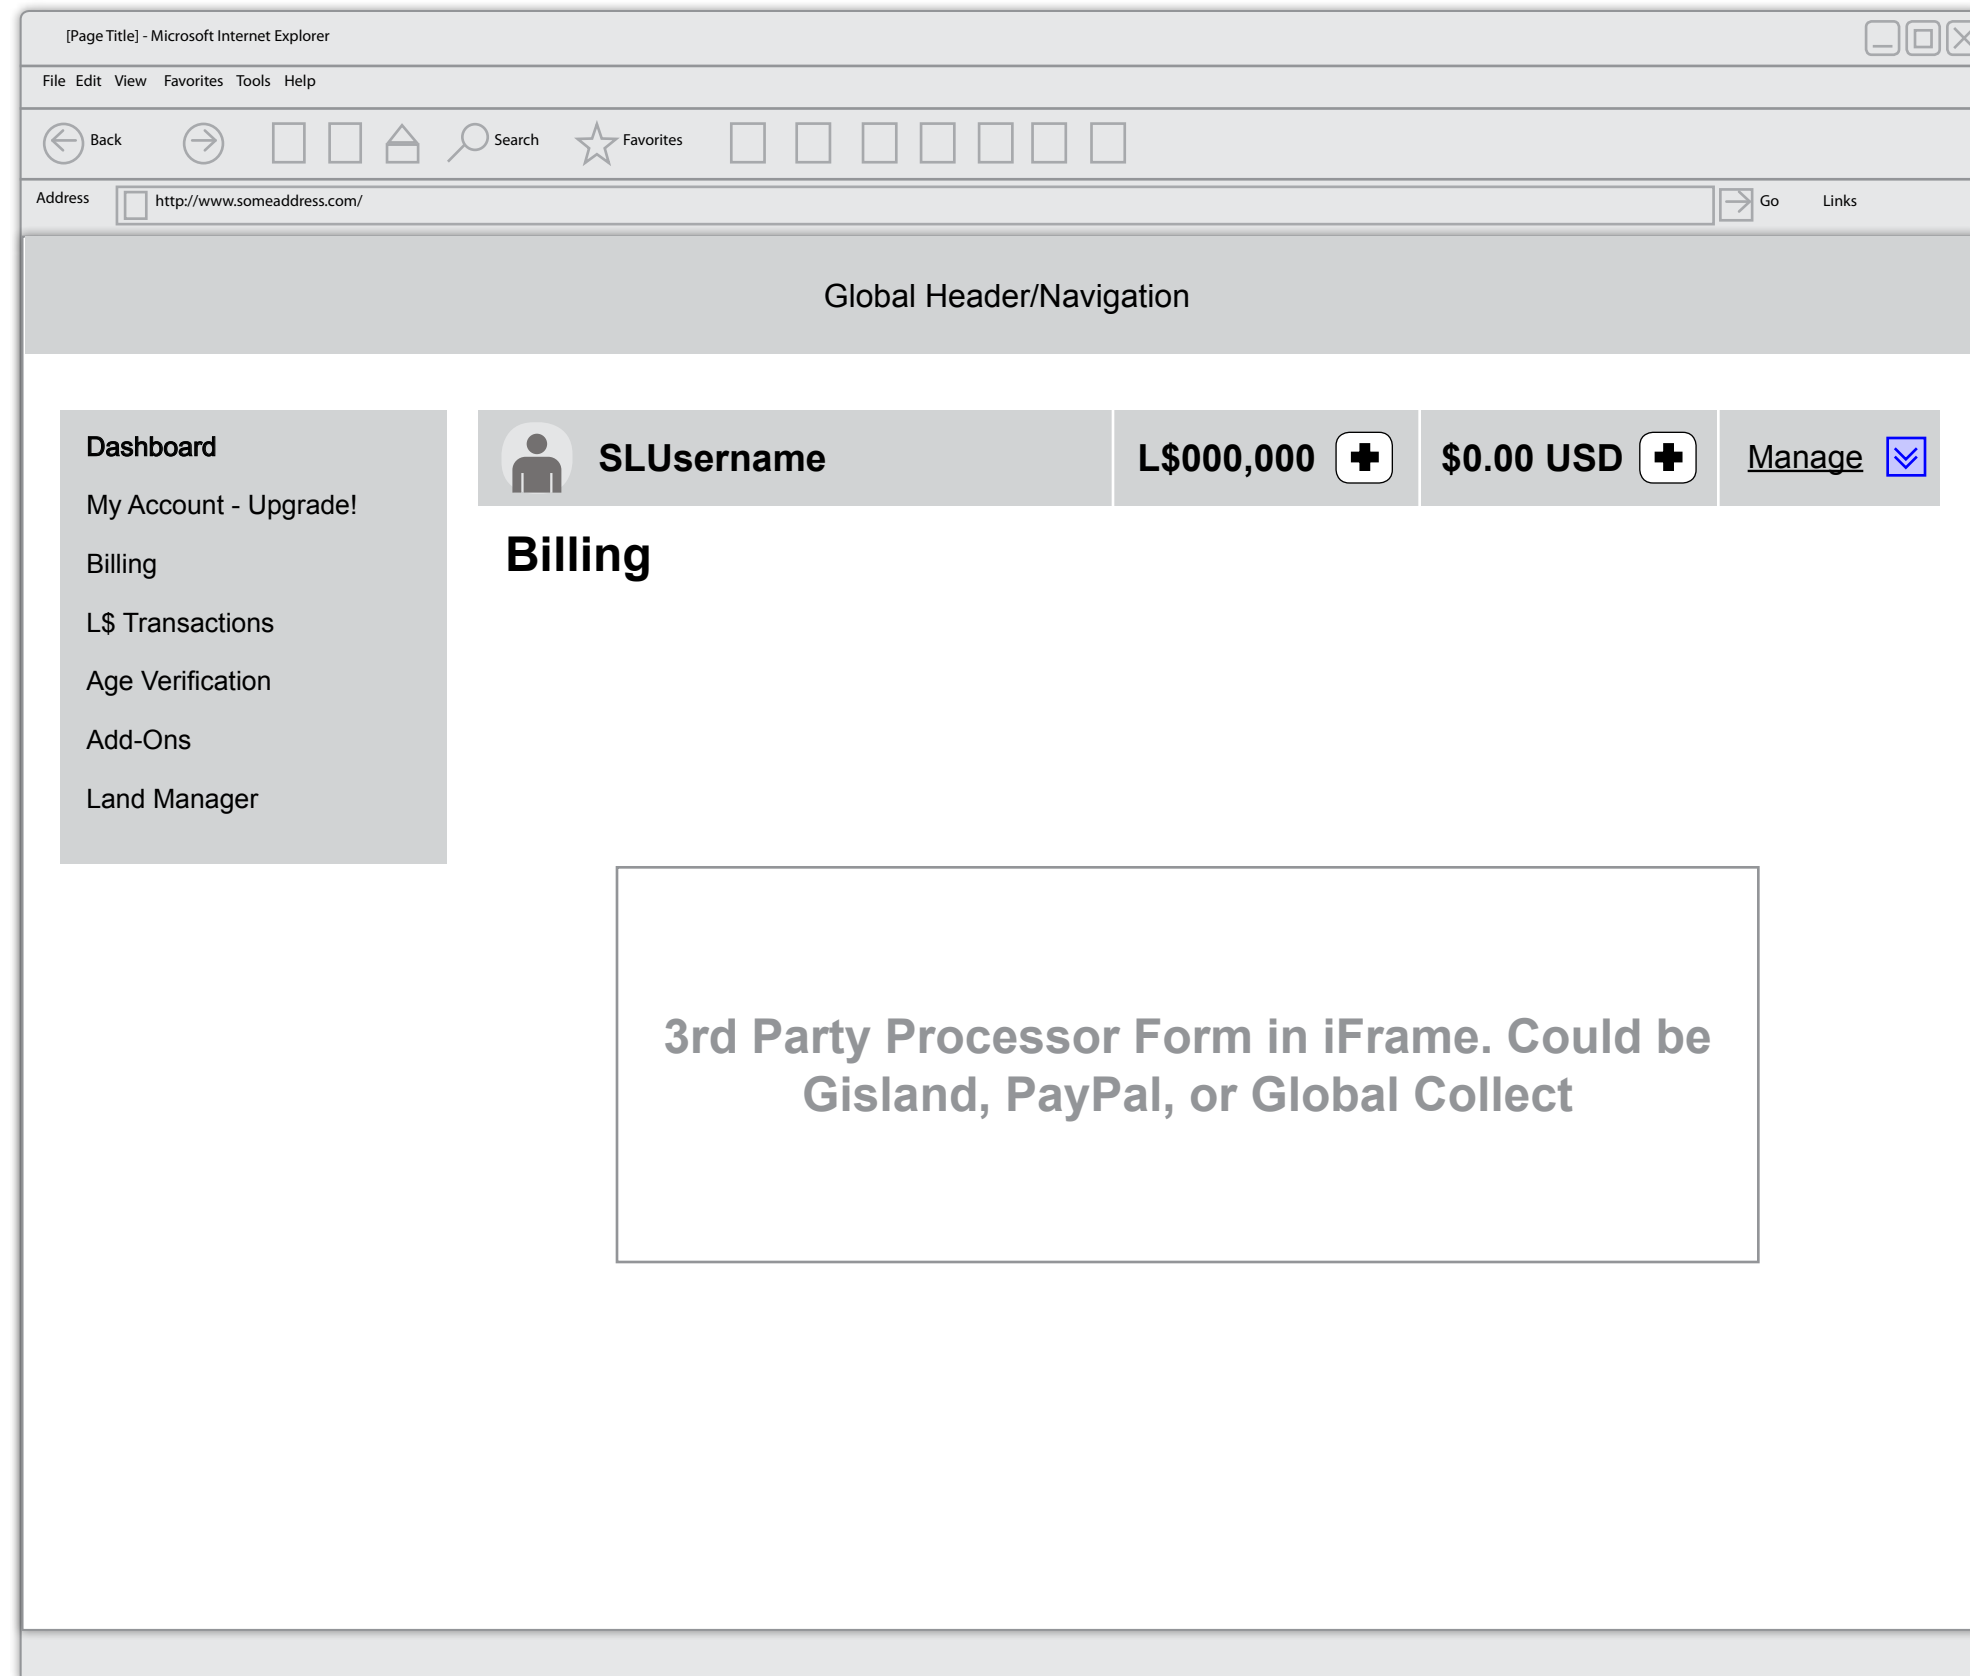 [Page Title] - Microsoft Internet Explorer
File Edit View Favorites Tools Help
Back Search Favorites
Address http://www.someaddress.com/ Go Links
Global Header/Navigation
Dashboard
My Account - Upgrade!
Billing
L$ Transactions
Age Verification
Add-Ons
Land Manager
SLUsername L$000,000 $0.00 USD Manage
Billing
3rd Party Processor Form in iFrame. Could be
Gisland, PayPal, or Global Collect